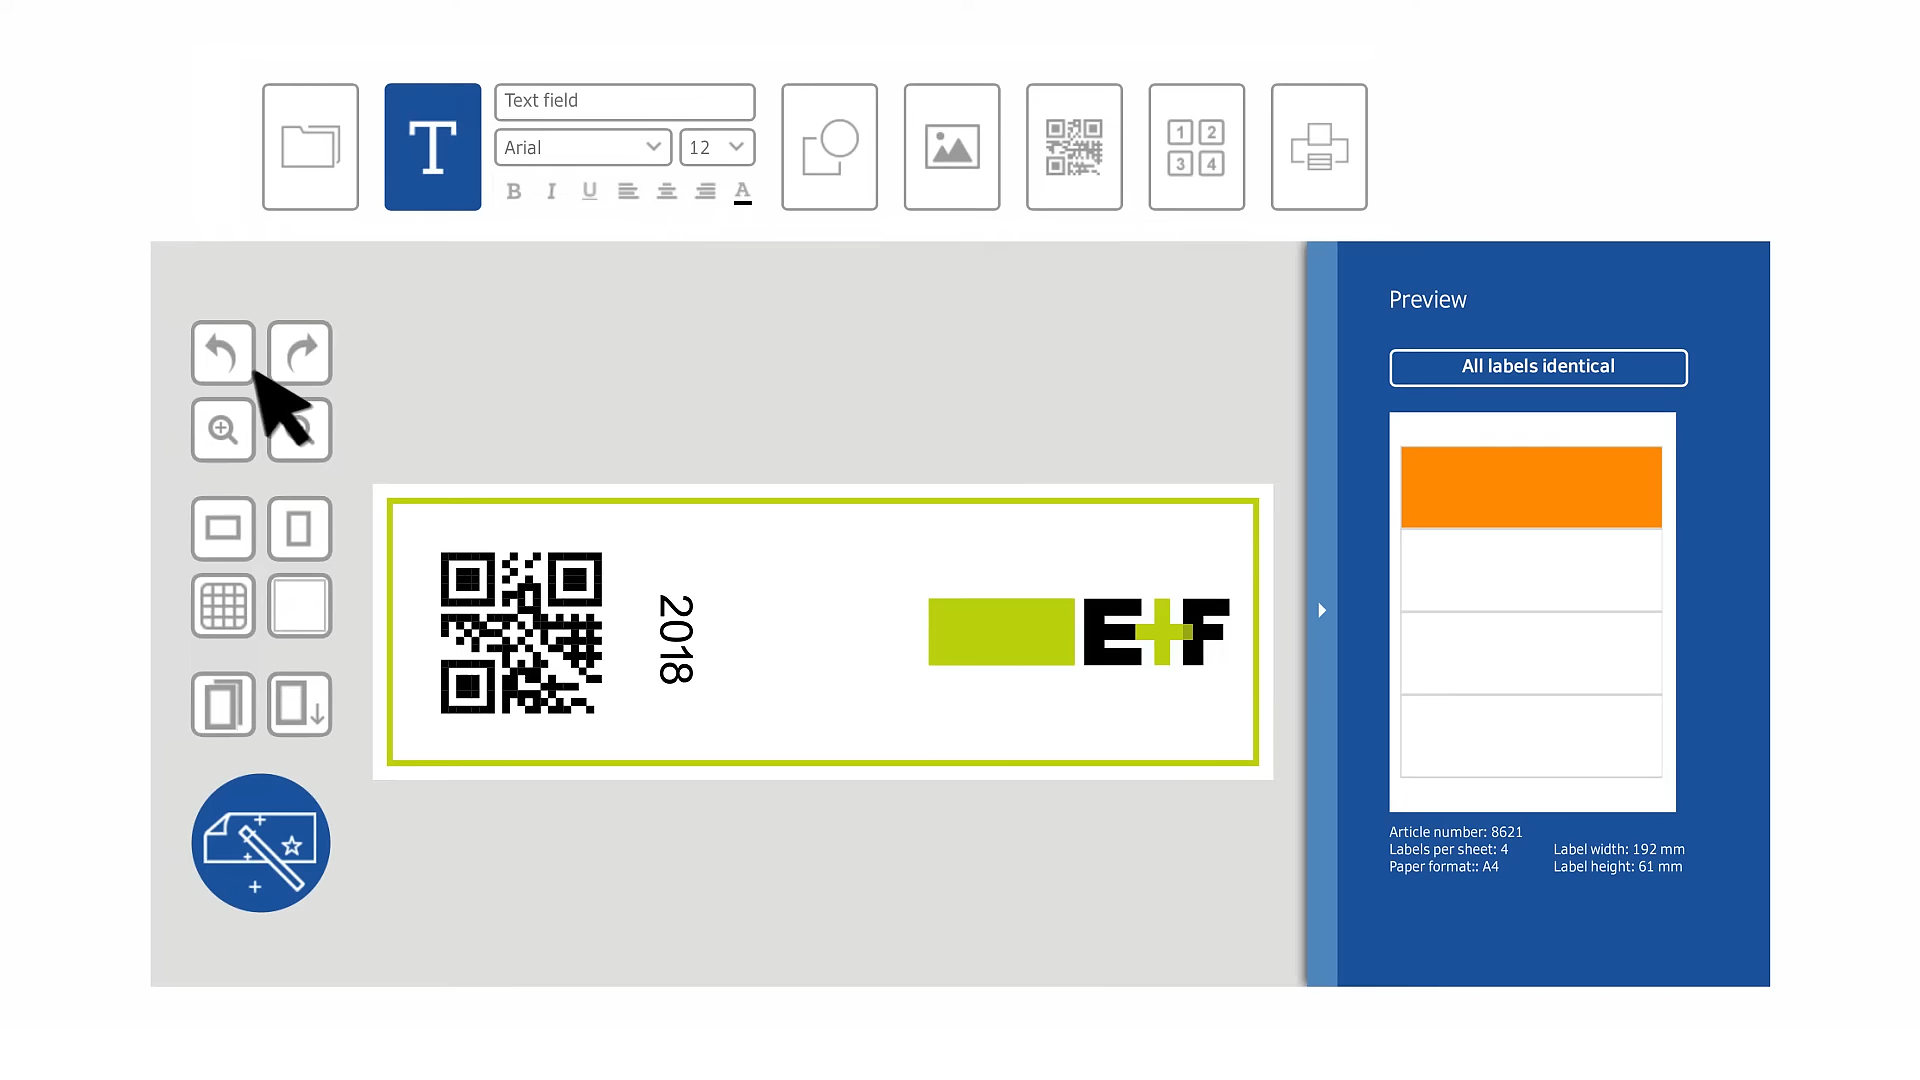 Text field
Arial
12
B I U A
1 2
3 4
Preview
All labels identical
2018
E+F
Article number: 8621
Labels per sheet: 4
Label width: 192 mm
Paper format:: A4
Label height: 61 mm